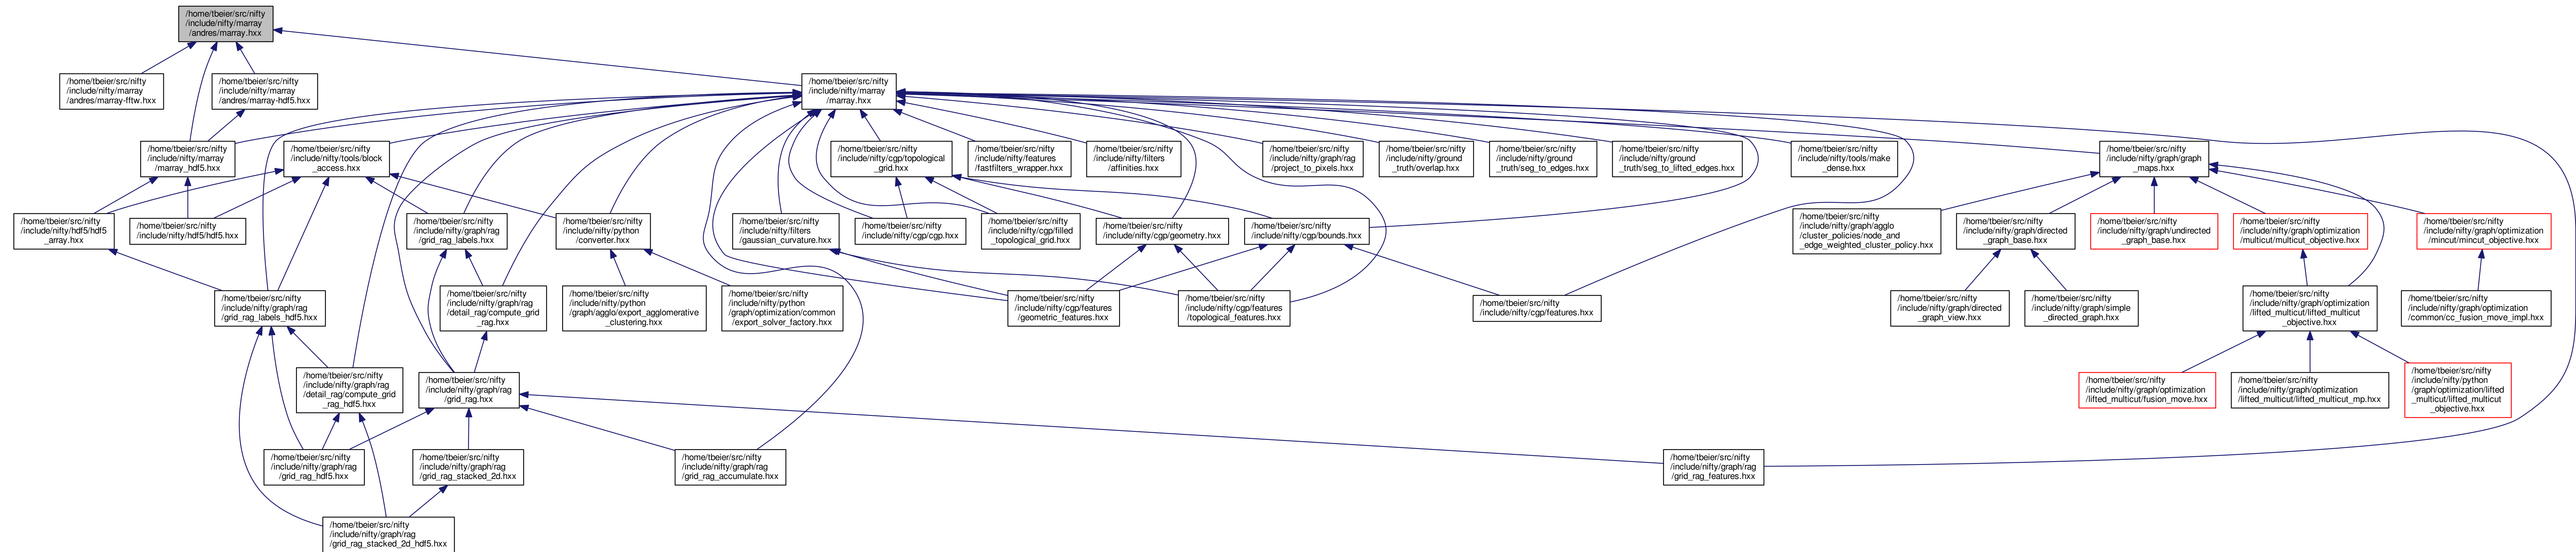 /home/tbeier/src/nifty
/include/nifty/marray
/andres/marray.hxx
/home/tbeier/src/nifty
/include/nifty/marray
/andres/marray-fftw.hxx
/home/tbeier/src/nifty
/include/nifty/marray
/andres/marray-hdf5.hxx
/home/tbeier/src/nifty
/include/nifty/marray
/marray.hxx
/home/tbeier/src/nifty
/include/nifty/marray
/marray_hdf5.hxx
/home/tbeier/src/nifty
/include/nifty/tools/block
_access.hxx
/home/tbeier/src/nifty
/include/nifty/cgp/topological
_grid.hxx
/home/tbeier/src/nifty
/include/nifty/features
/fastfilters_wrapper.hxx
/home/tbeier/src/nifty
/include/nifty/filters
/affinities.hxx
/home/tbeier/src/nifty
/include/nifty/graph/rag
/project_to_pixels.hxx
/home/tbeier/src/nifty
/include/nifty/ground
_truth/overlap.hxx
/home/tbeier/src/nifty
/include/nifty/ground
_truth/seg_to_edges.hxx
/home/tbeier/src/nifty
/include/nifty/ground
_truth/seg_to_lifted_edges.hxx
/home/tbeier/src/nifty
/include/nifty/tools/make
_dense.hxx
/home/tbeier/src/nifty
/include/nifty/graph/graph
_maps.hxx
/home/tbeier/src/nifty
/include/nifty/hdf5/hdf5
_array.hxx
/home/tbeier/src/nifty
/include/nifty/hdf5/hdf5.hxx
/home/tbeier/src/nifty
/include/nifty/graph/rag
/grid_rag_labels.hxx
/home/tbeier/src/nifty
/include/nifty/python
/converter.hxx
/home/tbeier/src/nifty
/include/nifty/filters
/gaussian_curvature.hxx
/home/tbeier/src/nifty
/include/nifty/cgp/cgp.hxx
/home/tbeier/src/nifty
/include/nifty/cgp/filled
_topological_grid.hxx
/home/tbeier/src/nifty
/include/nifty/cgp/geometry.hxx
/home/tbeier/src/nifty
/include/nifty/cgp/bounds.hxx
/home/tbeier/src/nifty
/include/nifty/graph/agglo
/cluster_policies/node_and
_edge_weighted_cluster_policy.hxx
/home/tbeier/src/nifty
/include/nifty/graph/directed
_graph_base.hxx
/home/tbeier/src/nifty
/include/nifty/graph/undirected
_graph_base.hxx
/home/tbeier/src/nifty
/include/nifty/graph/optimization
/multicut/multicut_objective.hxx
/home/tbeier/src/nifty
/include/nifty/graph/optimization
/mincut/mincut_objective.hxx
/home/tbeier/src/nifty
/include/nifty/graph/rag
/grid_rag_labels_hdf5.hxx
/home/tbeier/src/nifty
/include/nifty/graph/rag
/detail_rag/compute_grid
_rag.hxx
/home/tbeier/src/nifty
/include/nifty/python
/graph/agglo/export_agglomerative
_clustering.hxx
/home/tbeier/src/nifty
/include/nifty/python
/graph/optimization/common
/export_solver_factory.hxx
/home/tbeier/src/nifty
/include/nifty/cgp/features
/geometric_features.hxx
/home/tbeier/src/nifty
/include/nifty/cgp/features
/topological_features.hxx
/home/tbeier/src/nifty
/include/nifty/cgp/features.hxx
/home/tbeier/src/nifty
/include/nifty/graph/directed
_graph_view.hxx
/home/tbeier/src/nifty
/include/nifty/graph/simple
_directed_graph.hxx
/home/tbeier/src/nifty
/include/nifty/graph/optimization
/lifted_multicut/lifted_multicut
_objective.hxx
/home/tbeier/src/nifty
/include/nifty/graph/optimization
/common/cc_fusion_move_impl.hxx
/home/tbeier/src/nifty
/include/nifty/graph/rag
/detail_rag/compute_grid
_rag_hdf5.hxx
/home/tbeier/src/nifty
/include/nifty/graph/rag
/grid_rag.hxx
/home/tbeier/src/nifty
/include/nifty/graph/optimization
/lifted_multicut/fusion_move.hxx
/home/tbeier/src/nifty
/include/nifty/graph/optimization
/lifted_multicut/lifted_multicut_mp.hxx
/home/tbeier/src/nifty
/include/nifty/python
/graph/optimization/lifted
_multicut/lifted_multicut
_objective.hxx
/home/tbeier/src/nifty
/include/nifty/graph/rag
/grid_rag_hdf5.hxx
/home/tbeier/src/nifty
/include/nifty/graph/rag
/grid_rag_stacked_2d.hxx
/home/tbeier/src/nifty
/include/nifty/graph/rag
/grid_rag_accumulate.hxx
/home/tbeier/src/nifty
/include/nifty/graph/rag
/grid_rag_features.hxx
/home/tbeier/src/nifty
/include/nifty/graph/rag
/grid_rag_stacked_2d_hdf5.hxx